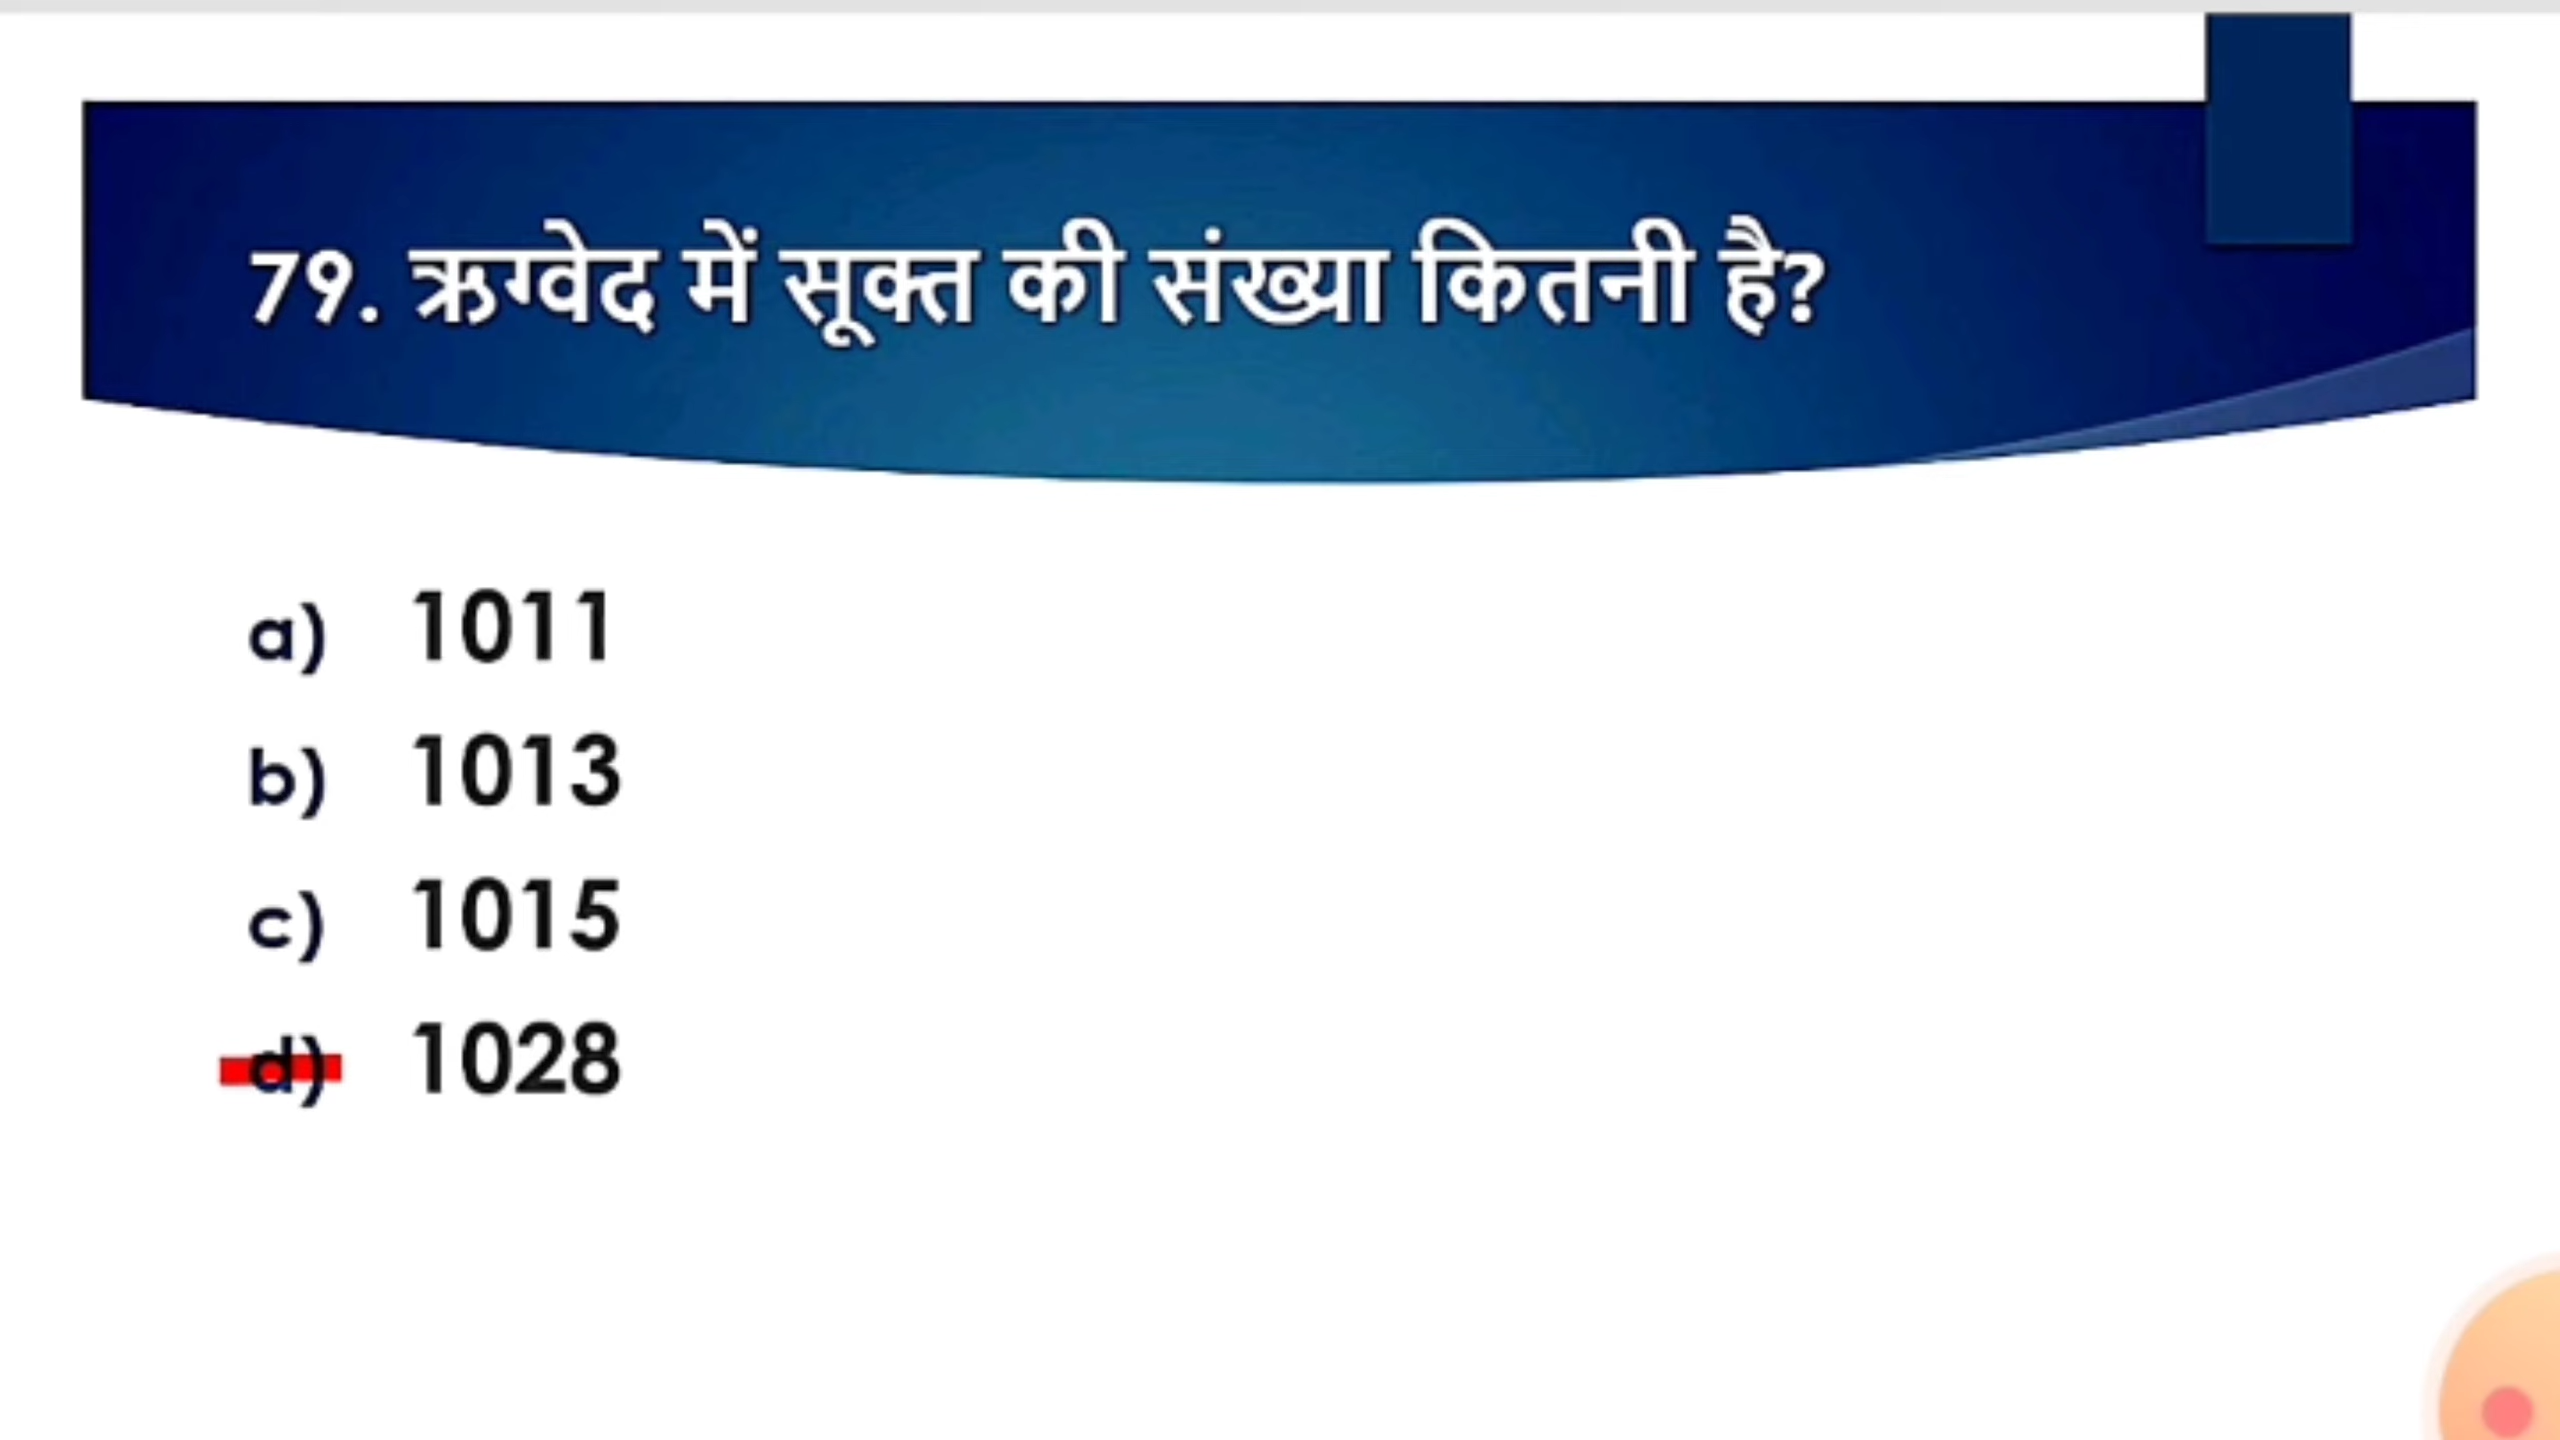 79. ऋग्वेद में सूक्त की संख्या कितनी है?
a) 1011
b) 1013
c) 1015
d) 1028